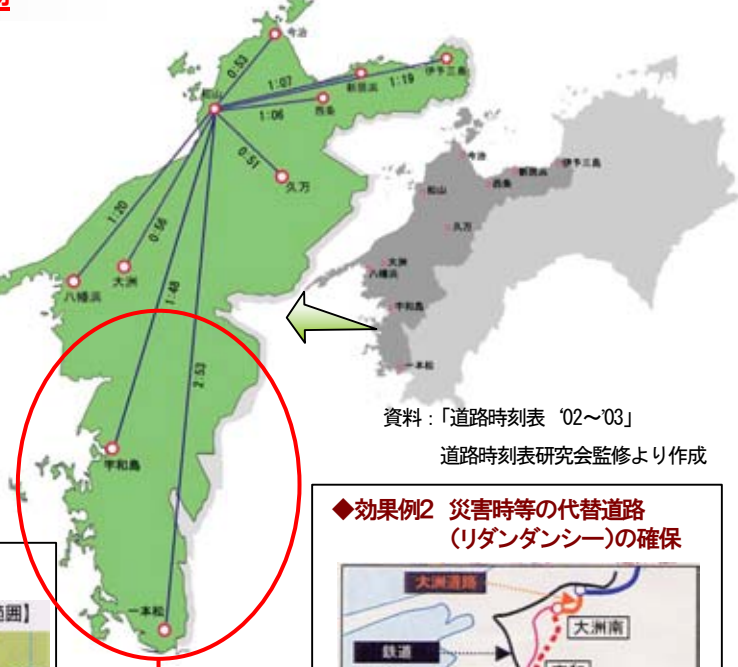 今治
0:53
松山
1:07
新居浜
1:19
伊予三島
1:06
西条
0:51
久万
1:20
八幡浜
0:56
大洲
1:48
宇和島
2:53
一本松
今治
松山
西条
新居浜
伊予三島
久万
大洲
八幡浜
宇和島
一本松
資料：「道路時刻表 ‘02～’03」
道路時刻表研究会監修より作成
◆効果例2 災害時等の代替道路
(リダンダンシー)の確保
大洲道路
大洲南
鉄道
範囲】